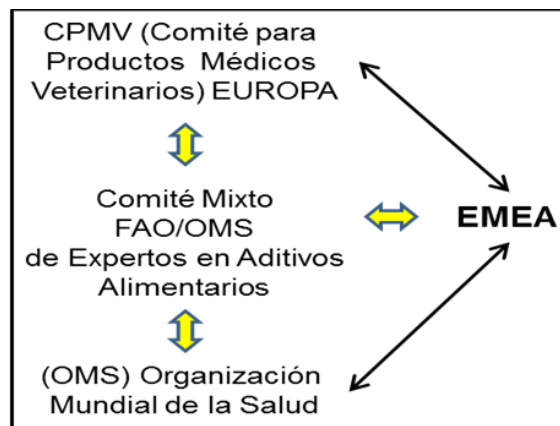 CPMV (Comité para
Productos Médicos
Veterinarios) EUROPA
Comité Mixto
FAO/OMS
de Expertos en Aditivos
Alimentarios
EMEA
(OMS) Organización
Mundial de la Salud